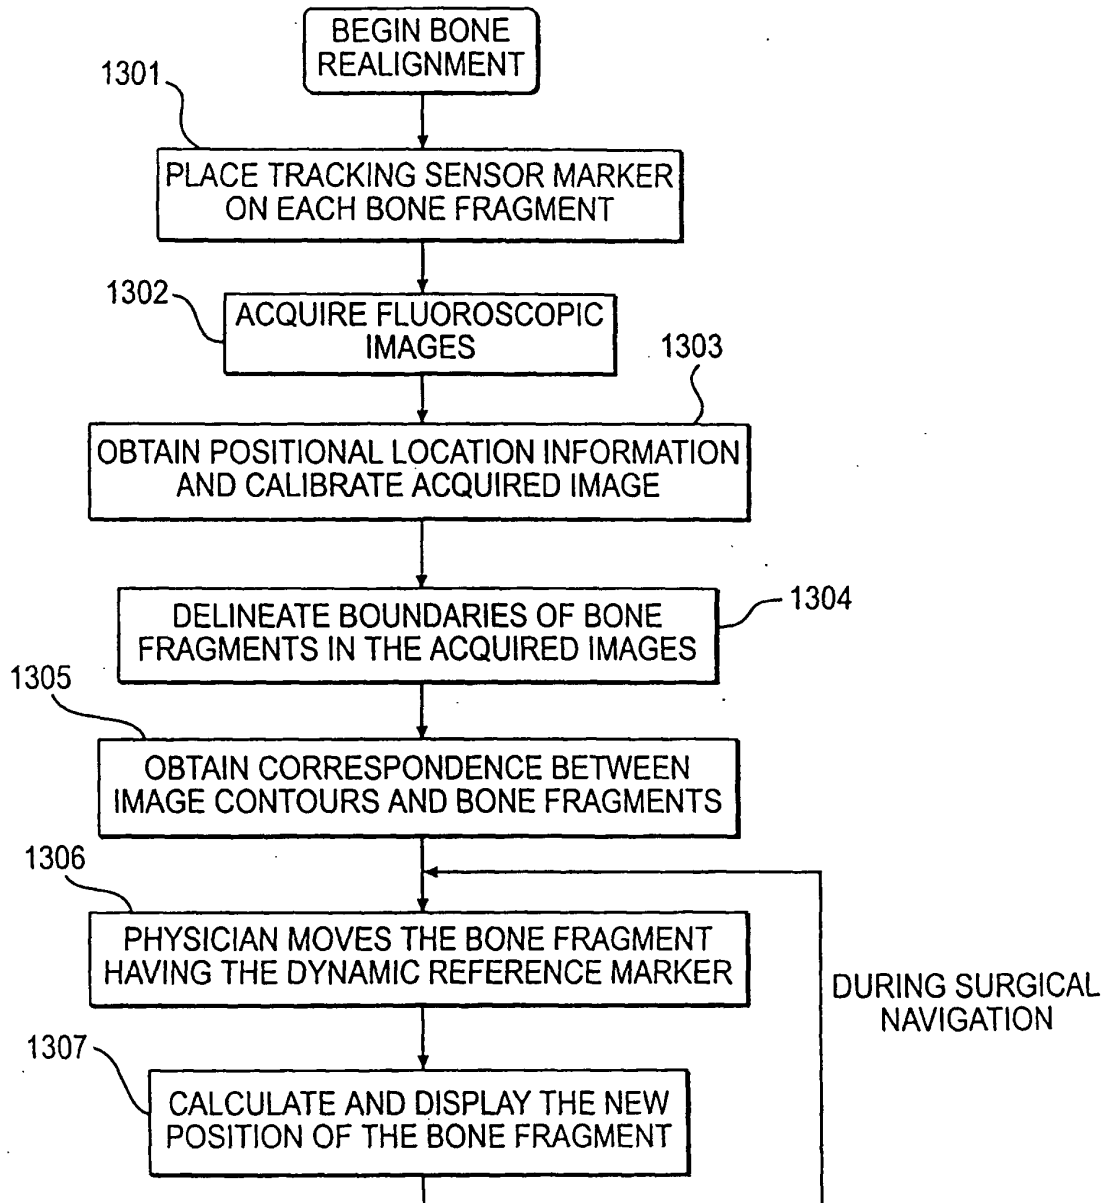 BEGIN BONE
REALIGNMENT
1301
PLACE TRACKING SENSOR MARKER
ON EACH BONE FRAGMENT
1302
ACQUIRE FLUOROSCOPIC
IMAGES
1303
OBTAIN POSITIONAL LOCATION INFORMATION
AND CALIBRATE ACQUIRED IMAGE
1304
DELINEATE BOUNDARIES OF BONE
FRAGMENTS IN THE ACQUIRED IMAGES
1305
OBTAIN CORRESPONDENCE BETWEEN
IMAGE CONTOURS AND BONE FRAGMENTS
1306
PHYSICIAN MOVES THE BONE FRAGMENT
HAVING THE DYNAMIC REFERENCE MARKER
DURING SURGICAL
NAVIGATION
1307
CALCULATE AND DISPLAY THE NEW
POSITION OF THE BONE FRAGMENT